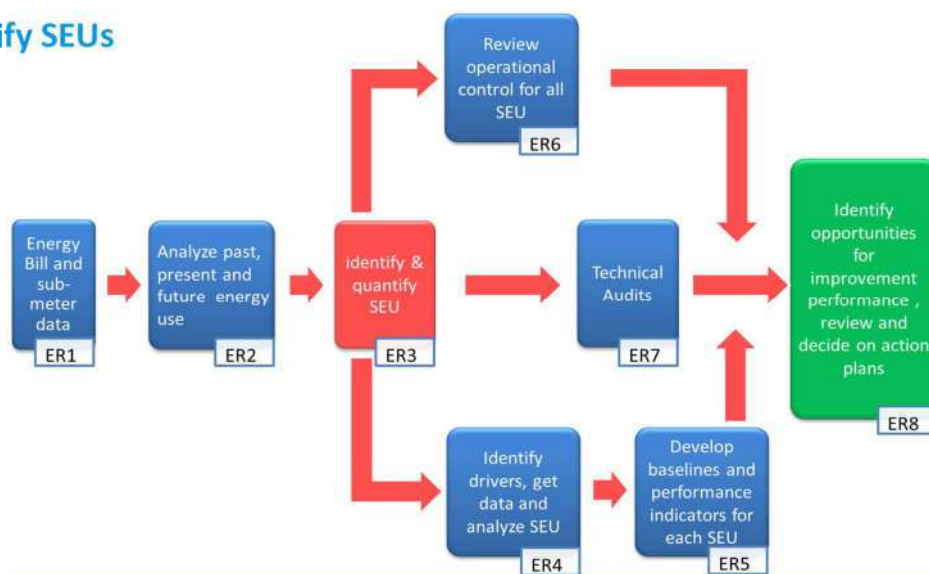 ify SEUs
Review
operational
control for all
SEU
ER6
Energy
Bill and
sub-
meter
data
ER1
Analyze past,
present and
future energy
use
ER2
identify &
quantify
SEU
ER3
Technical
Audits
ER7
Identify
opportunities
for
improvement
performance ,
review and
decide on action
plans
ER8
Identify
drivers, get
data and
analyze SEU
ER4
Develop
baselines and
performance
indicators for
each SEU
ER5